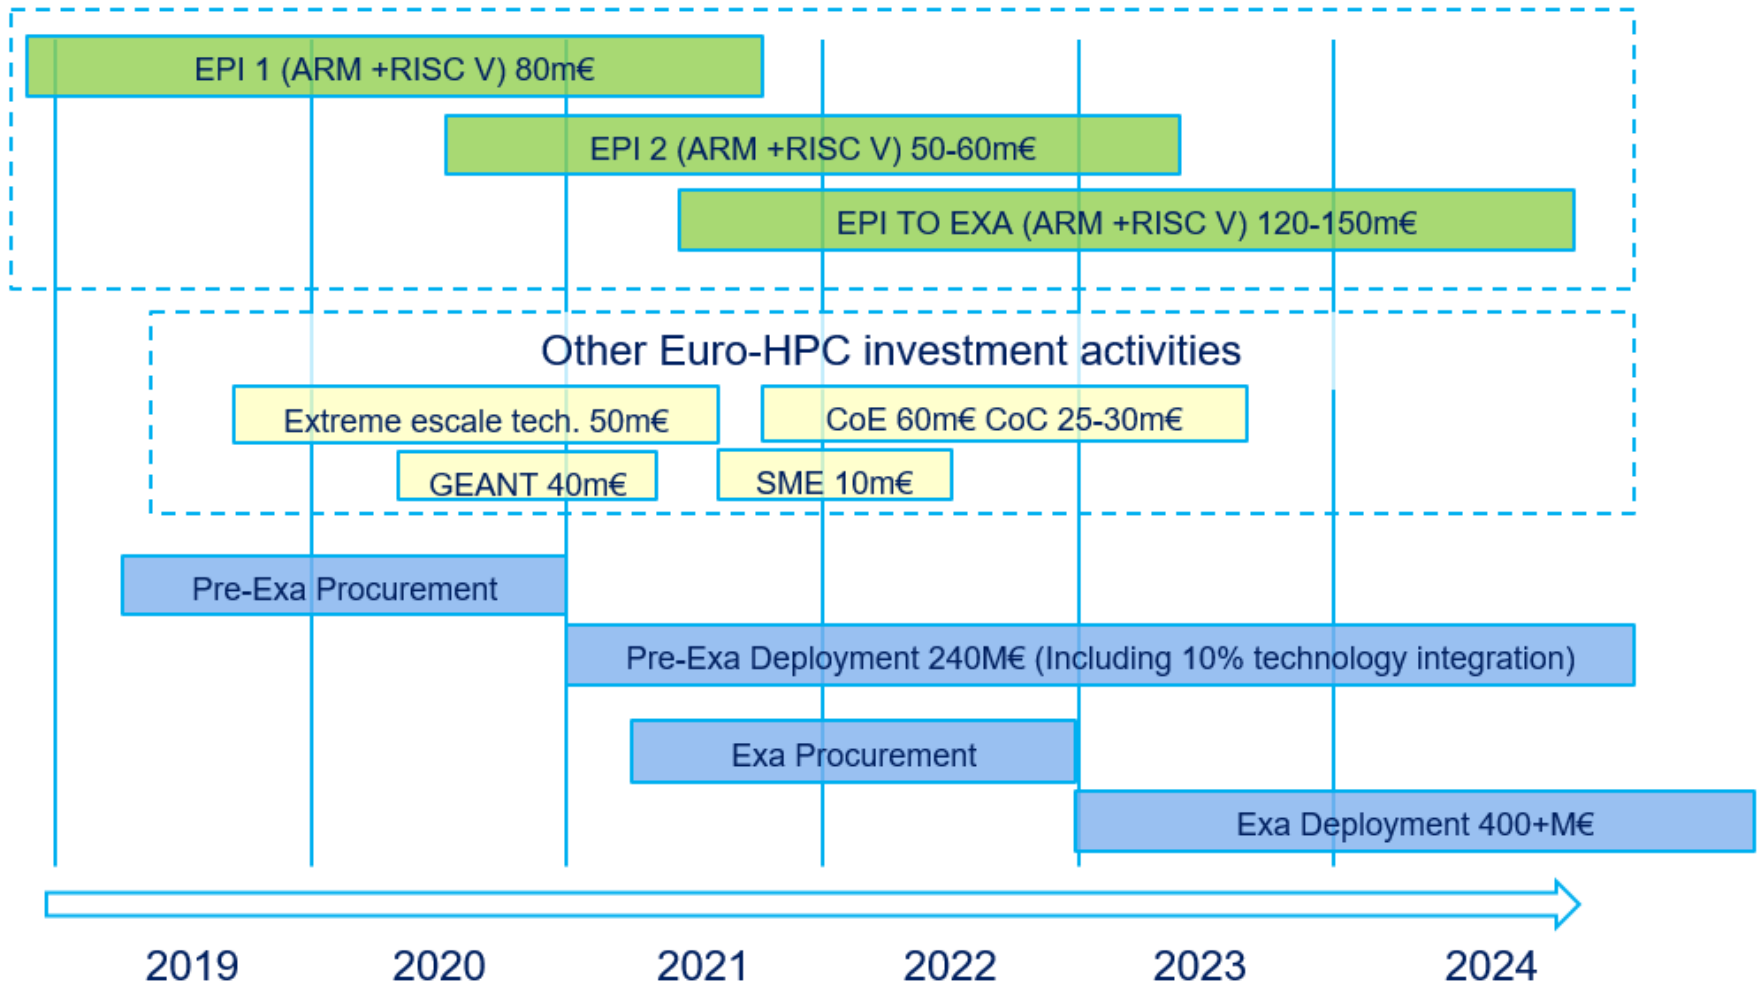 EPI 1 (ARM +RISC V) 80m€
EPI 2 (ARM +RISC V) 50-60m€
EPI TO EXA (ARM +RISC V) 120-150m€
Other Euro-HPC investment activities
Extreme escale tech. 50m€
CoE 60m€ CoC 25-30m€
GEANT 40m€
SME 10m€
Pre-Exa Procurement
Pre-Exa Deployment 240M€ (Including 10% technology integration)
Exa Procurement
Exa Deployment 400+M€
2019 2020 2021 2022 2023 2024